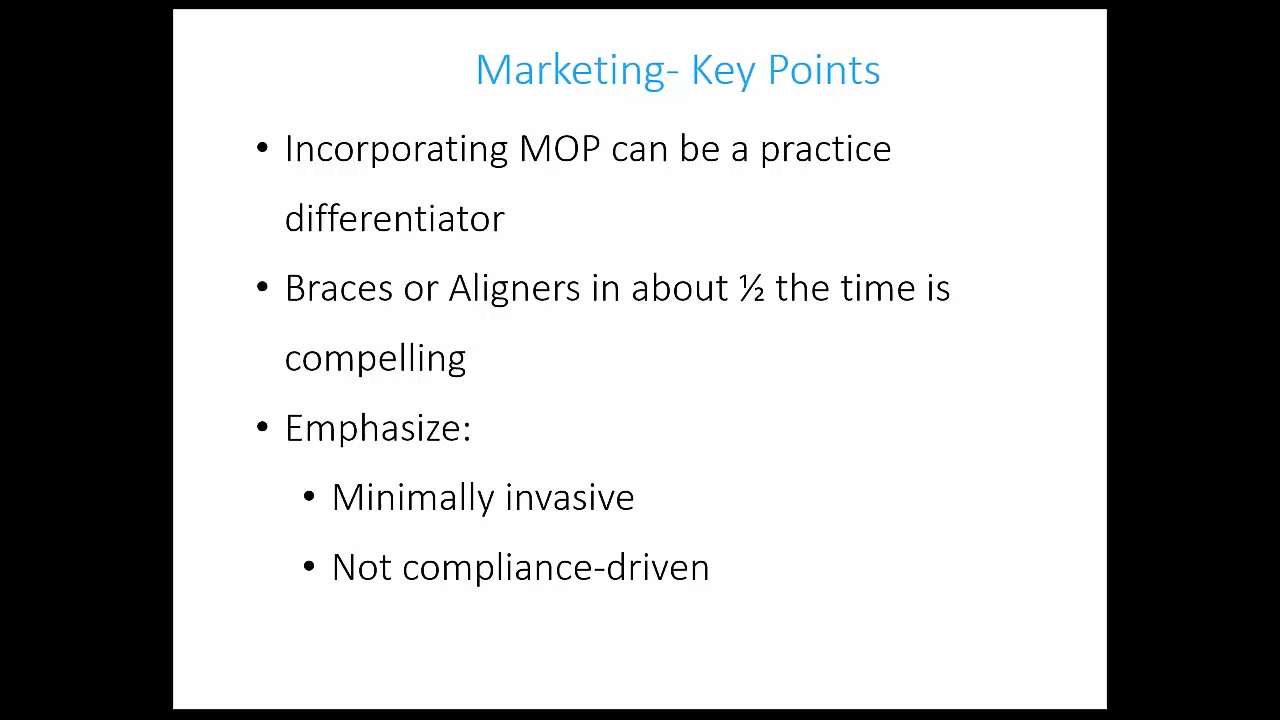 Marketing- Key Points
• Incorporating MOP can be a practice
differentiator
• Braces or Aligners in about ½ the time is
compelling
• Emphasize:
• Minimally invasive
• Not compliance-driven